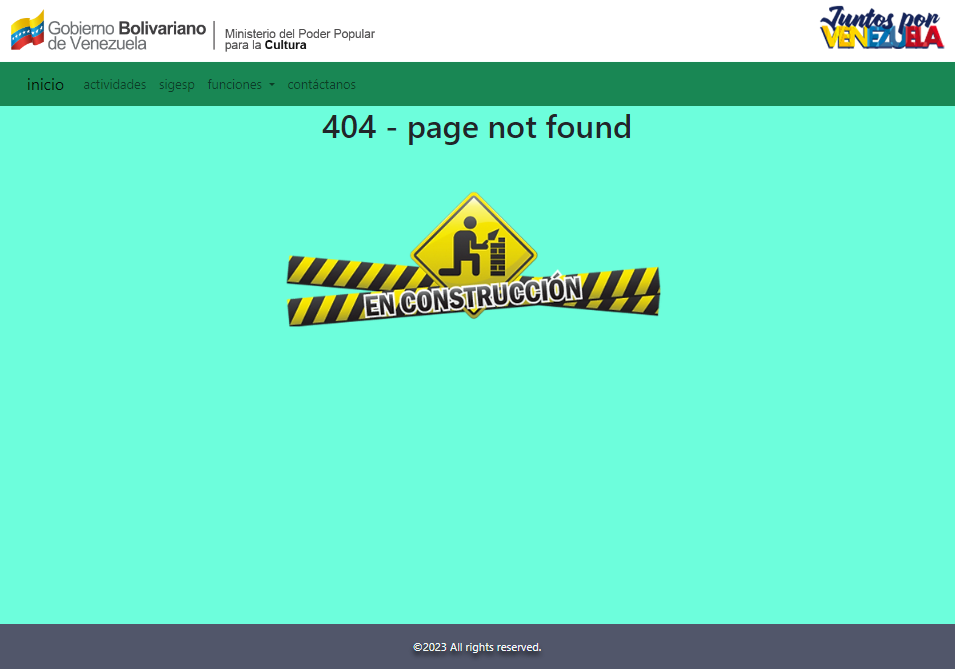 Gobierno Bolivariano
de Venezuela
Ministerio del Poder Popular
para la Cultura
Juntos por
VENEZUELA
inicio actividades sigesp funciones contáctanos
404 - page not found
EN CONSTRUCCIÓN
©2023 All rights reserved.